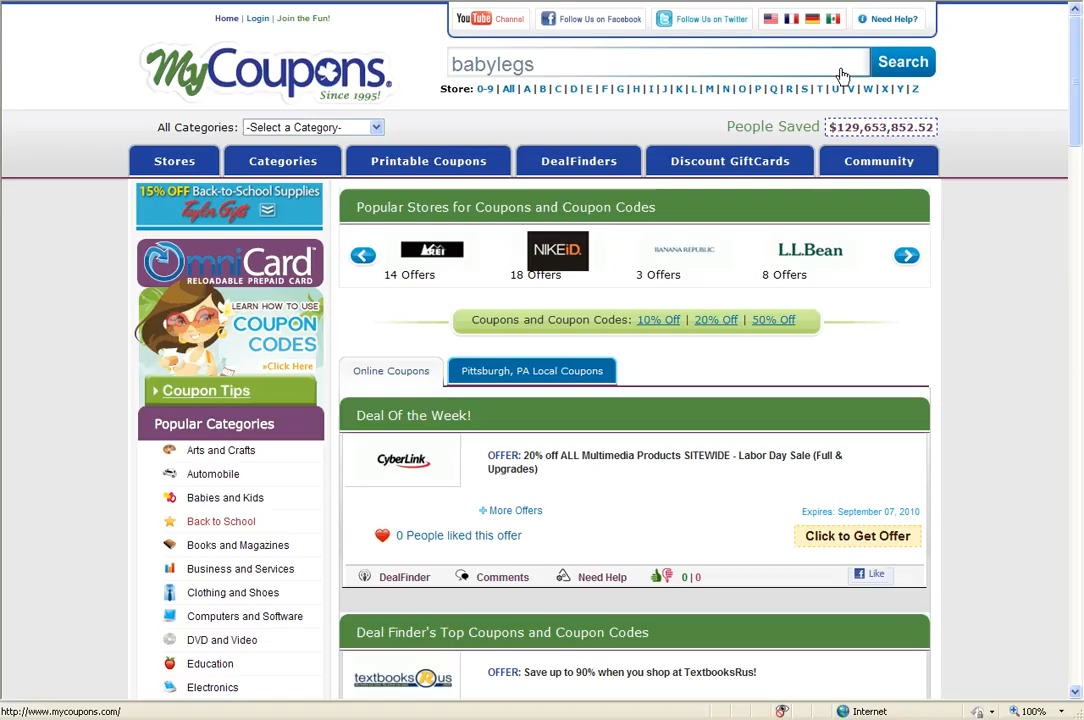 Home | Login | Join the Fun!
YouTube Channel
Follow Us on Facebook
Follow Us on Twitter
Need Help?
MyCoupons.
Since 1995!
babylegs
Search
Store: 0-9 | All | A | B | C | D | E | F | G | H | I | J | K | L | M | N | O | P | Q | R | S | T | U | V | W | X | Y | Z
All Categories: -Select a Category-
People Saved $129,653,852.52
Stores
Categories
Printable Coupons
DealFinders
Discount GiftCards
Community
15% OFF Back-to-School Supplies
Taylor Gifts
OmniCard
RELOADABLE PREPAID CARD
LEARN HOW TO USE
COUPON
CODES
»Click Here
Coupon Tips
Popular Categories
Arts and Crafts
Automobile
Babies and Kids
Back to School
Books and Magazines
Business and Services
Clothing and Shoes
Computers and Software
DVD and Video
Education
Electronics
Popular Stores for Coupons and Coupon Codes
REI
NIKEiD.
BANANA REPUBLIC
L.L.Bean
14 Offers
18 Offers
3 Offers
8 Offers
Coupons and Coupon Codes: 10% Off | 20% Off | 50% Off
Online Coupons
Pittsburgh, PA Local Coupons
Deal Of the Week!
CyberLink
OFFER: 20% off ALL Multimedia Products SITEWIDE - Labor Day Sale (Full &
Upgrades)
More Offers
Expires: September 07, 2010
0 People liked this offer
Click to Get Offer
DealFinder
Comments
Need Help
0 | 0
Like
Deal Finder's Top Coupons and Coupon Codes
textbooksRus
OFFER: Save up to 90% when you shop at TextbooksRus!
http://www.mycoupons.com/
Internet
100%